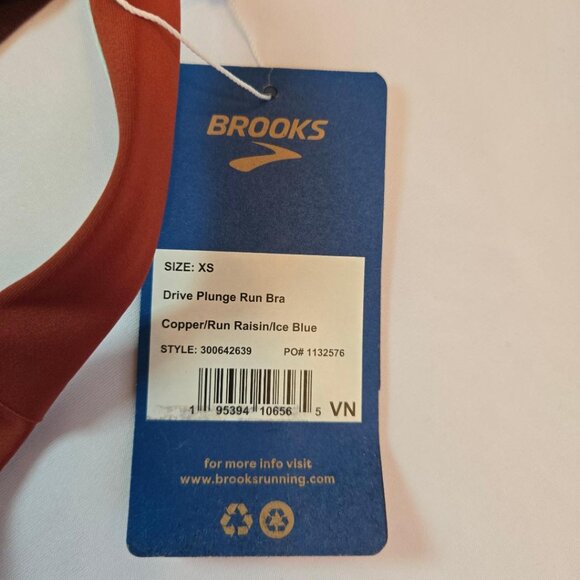 BROOKS
SIZE: XS
Drive Plunge Run Bra
Copper/Run Raisin/Ice Blue
STYLE: 300642639 PO# 1132576
1 95394 10656 5 VN
for more info visit
www.brooksrunning.com